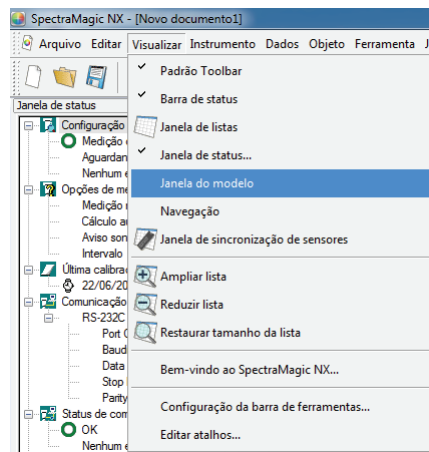 SpectraMagic NX - [Novo documento1]
Arquivo Editar Visualizar Instrumento Dados Objeto Ferramenta
Janela de status
Configuração
Medição
Aguardan
Nenhum
Opções de me
Medição
Cálculo a
Aviso son
Intervalo
Última calibra
22/06/20
Comunicação
RS-232C
Port
Baud
Data
Stop
Parity
Status de com
OK
Nenhum
Padrão Toolbar
Barra de status
Janela de listas
Janela de status...
Janela do modelo
Navegação
Janela de sincronização de sensores
Ampliar lista
Reduzir lista
Restaurar tamanho da lista
Bem-vindo ao SpectraMagic NX...
Configuração da barra de ferramentas...
Editar atalhos...